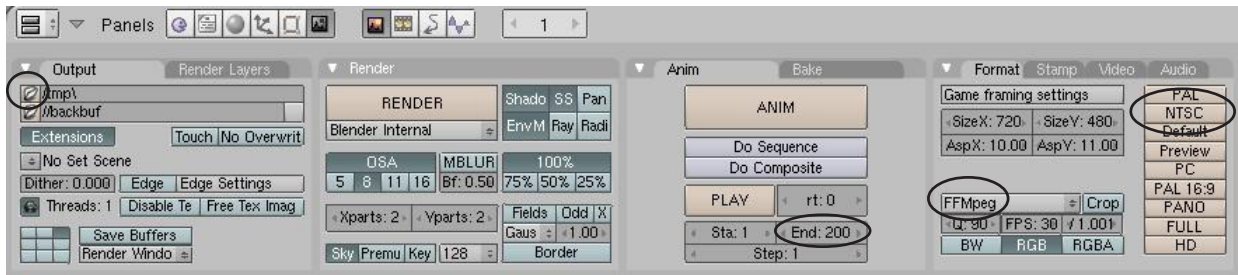 Panels 1
Output Render Layers
/tmp\
//backbuf
Extensions Touch No Overwrit
No Set Scene
Dither: 0.000 Edge Edge Settings
Threads: 1 Disable Te Free Tex Imag
Save Buffers
Render Windo
Render
RENDER Shado SS Pan
Blender Internal EnvM Ray Radi
OSA MBLUR 100%
5 8 11 16 Bf: 0.50 75% 50% 25%
Xparts: 2 Yparts: 2 Fields Odd X
Gaus 1.00
Sky Premu Key 128 Border
Anim Bake
ANIM
Do Sequence
Do Composite
PLAY rt: 0
Sta: 1 End: 200
Step: 1
Format Stamp Video Audio
Game framing settings
SizeX: 720 SizeY: 480
AspX: 10.00 AspY: 11.00
FFMpeg Crop
Q: 90 FPS: 30 / 1.001
BW RGB RGBA
PAL
NTSC
Default
Preview
PC
PAL 16:9
PANO
FULL
HD